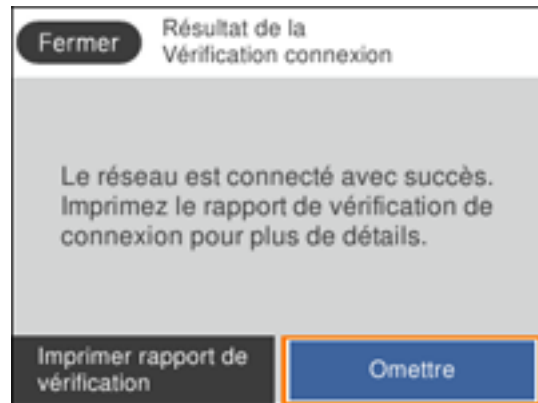 Fermer
Résultat de la
Vérification connexion
Le réseau est connecté avec succès.
Imprimez le rapport de vérification de
connexion pour plus de détails.
Imprimer rapport de
vérification
Omettre